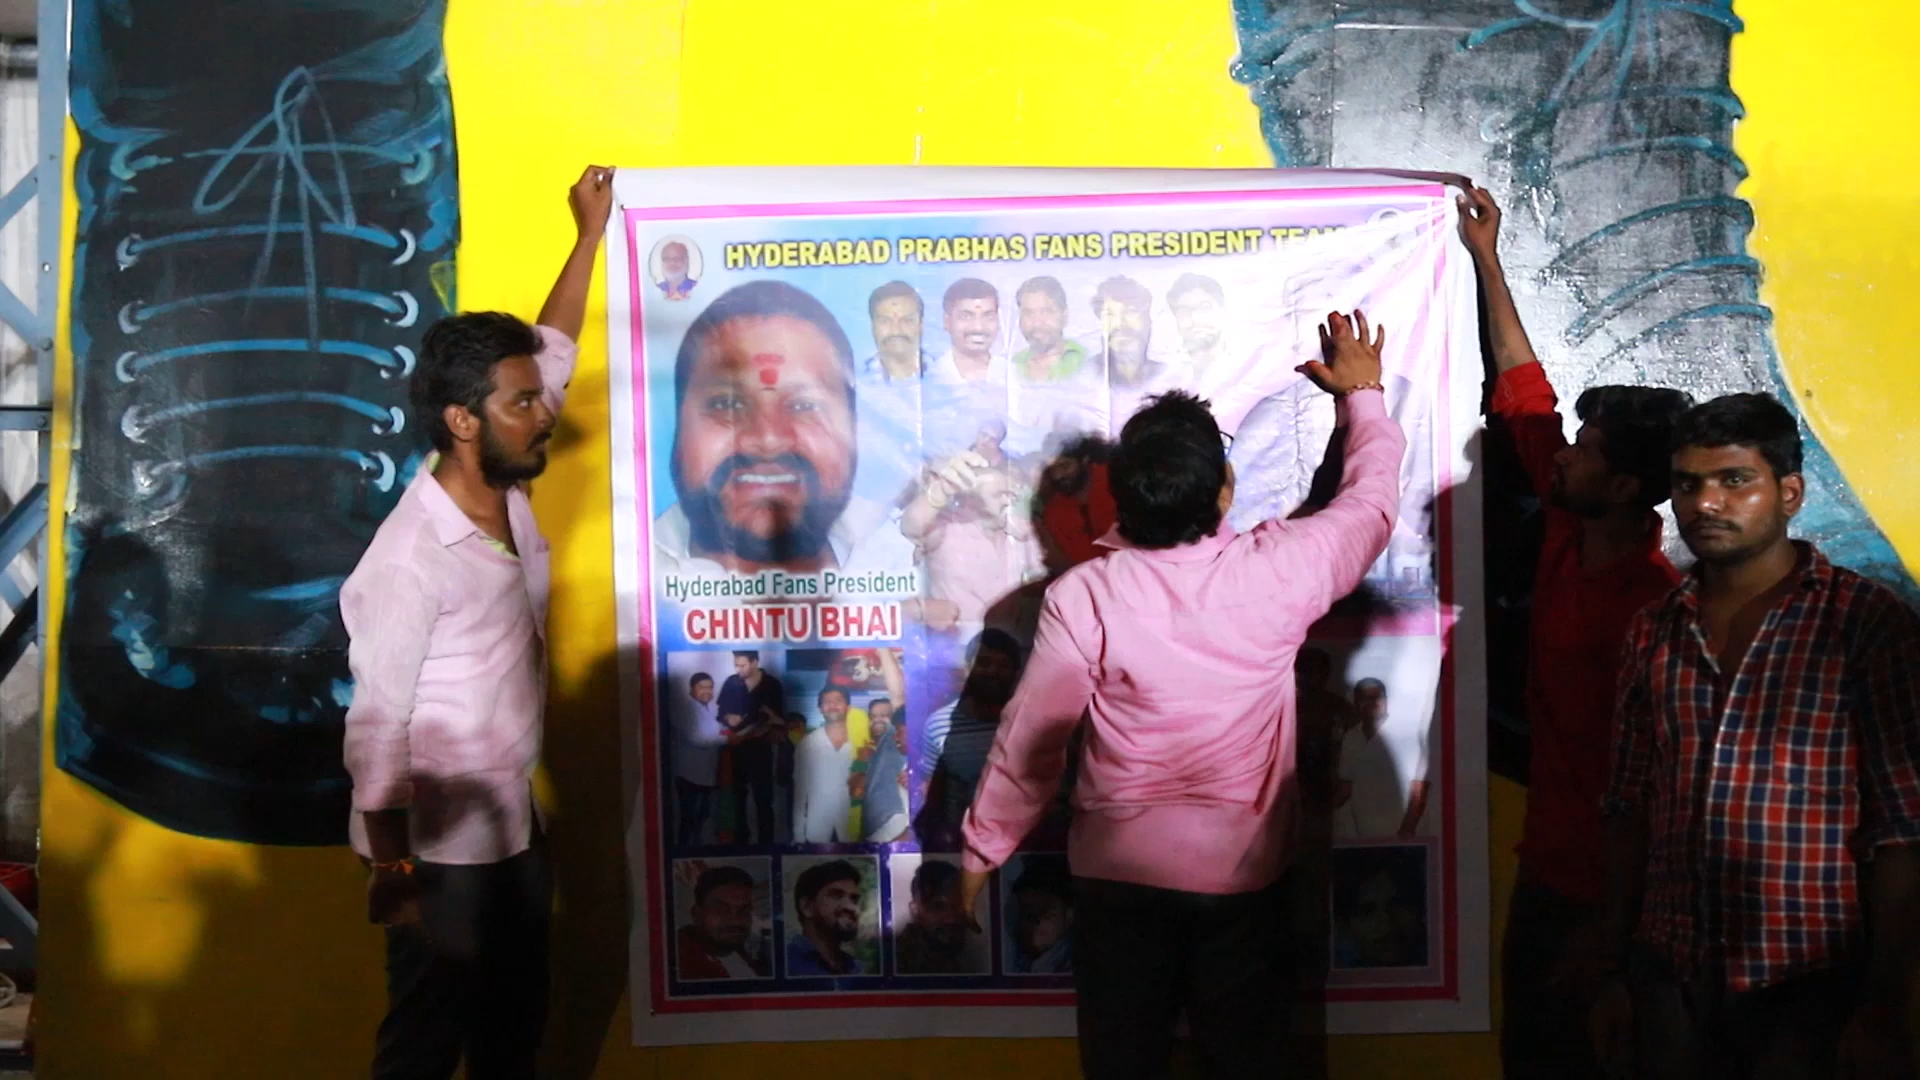 HYDERABAD PRABHAS FANS PRESIDENT TEAM
Hyderabad Fans President
CHINTU BHAI